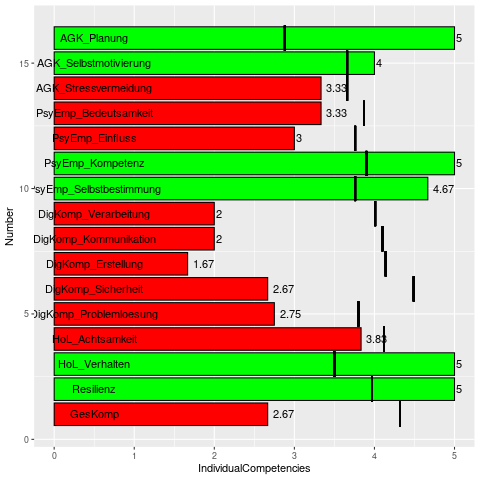 AGK_Planung 5
15 AGK_Selbstmotivierung 4
AGK_Stressvermeidung 3.33
PsyEmp_Bedeutsamkeit 3.33
PsyEmp_Einfluss 3
PsyEmp_Kompetenz 5
10 syEmp_Selbstbestimmung 4.67
DigKomp_Verarbeitung 2
DigKomp_Kommunikation 2
DigKomp_Erstellung 1.67
DigKomp_Sicherheit 2.67
5 DigKomp_Problemloesung 2.75
HoL_Achtsamkeit 3.83
HoL_Verhalten 5
Resilienz 5
GesKomp 2.67
0
Number
0 1 2 3 4 5
IndividualCompetencies